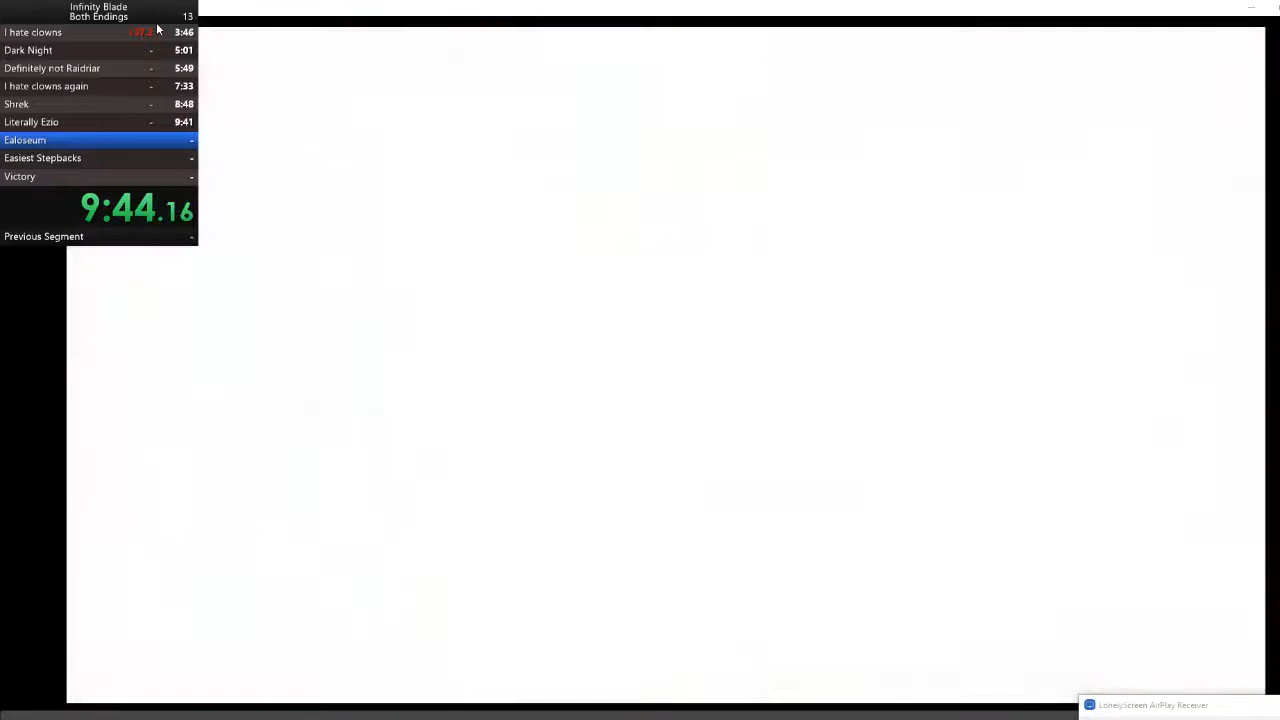 Infinity Blade
Both Endings 13
I hate clowns 3:46
Dark Night - 5:01
Definitely not Raidriar - 5:49
I hate clowns again - 7:33
Shrek - 8:48
Literally Ezio - 9:41
Ealoseum -
Easiest Stepbacks -
Victory -
9:44.16
Previous Segment -
LonelyScreen AirPlay Receiver